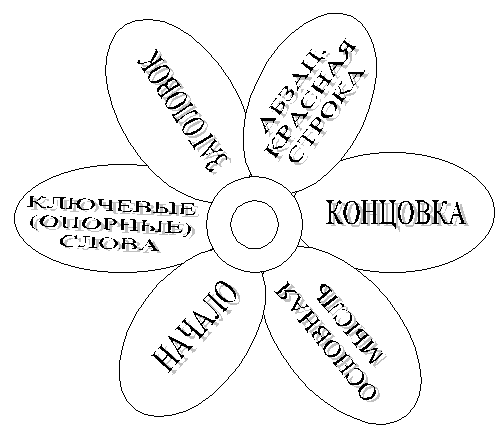 ЗАГОЛОВОК
АБЗАЦ.
КРАСНАЯ
СТРОКА
КЛЮЧЕВЫЕ
(ОПОРНЫЕ)
СЛОВА
КОНЦОВКА
НАЧАЛО
ОСНОВНАЯ
МЫСЛЬ